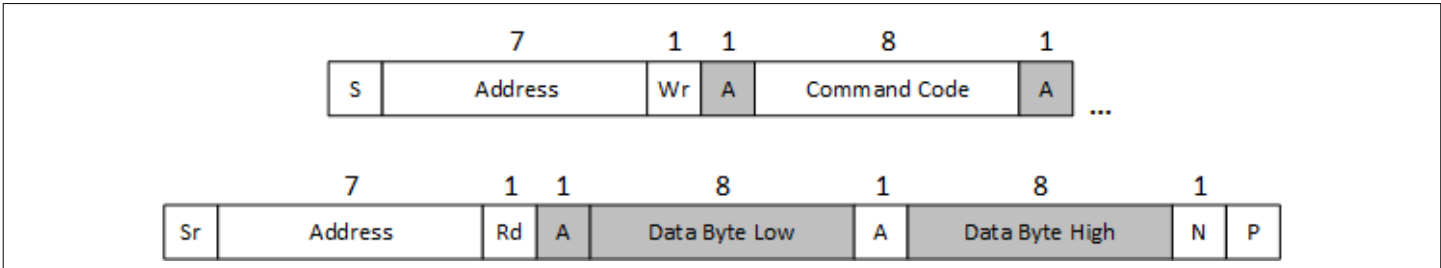 7 1 1 8 1
S Address Wr A Command Code A ...
7 1 1 8 1 8 1
Sr Address Rd A Data Byte Low A Data Byte High N P